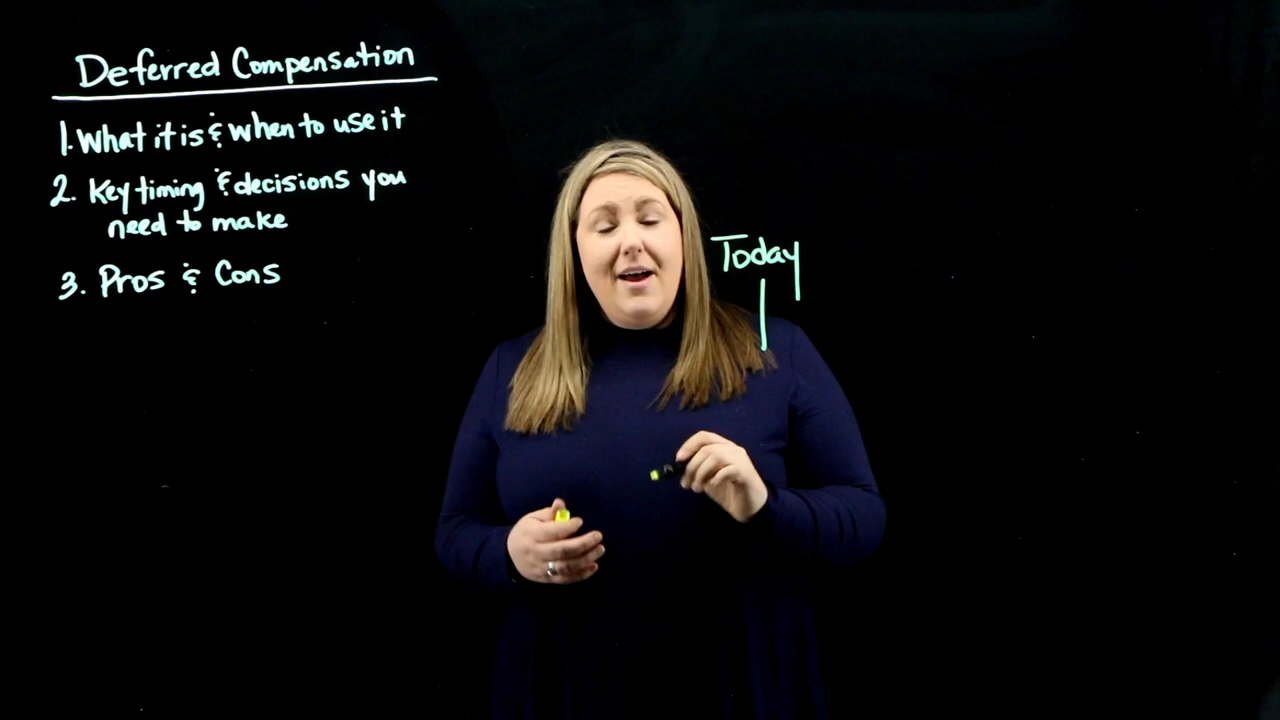 Deferred Compensation
1. What it is & when to use it
2. Key timing & decisions you
need to make
3. Pros & Cons
Today